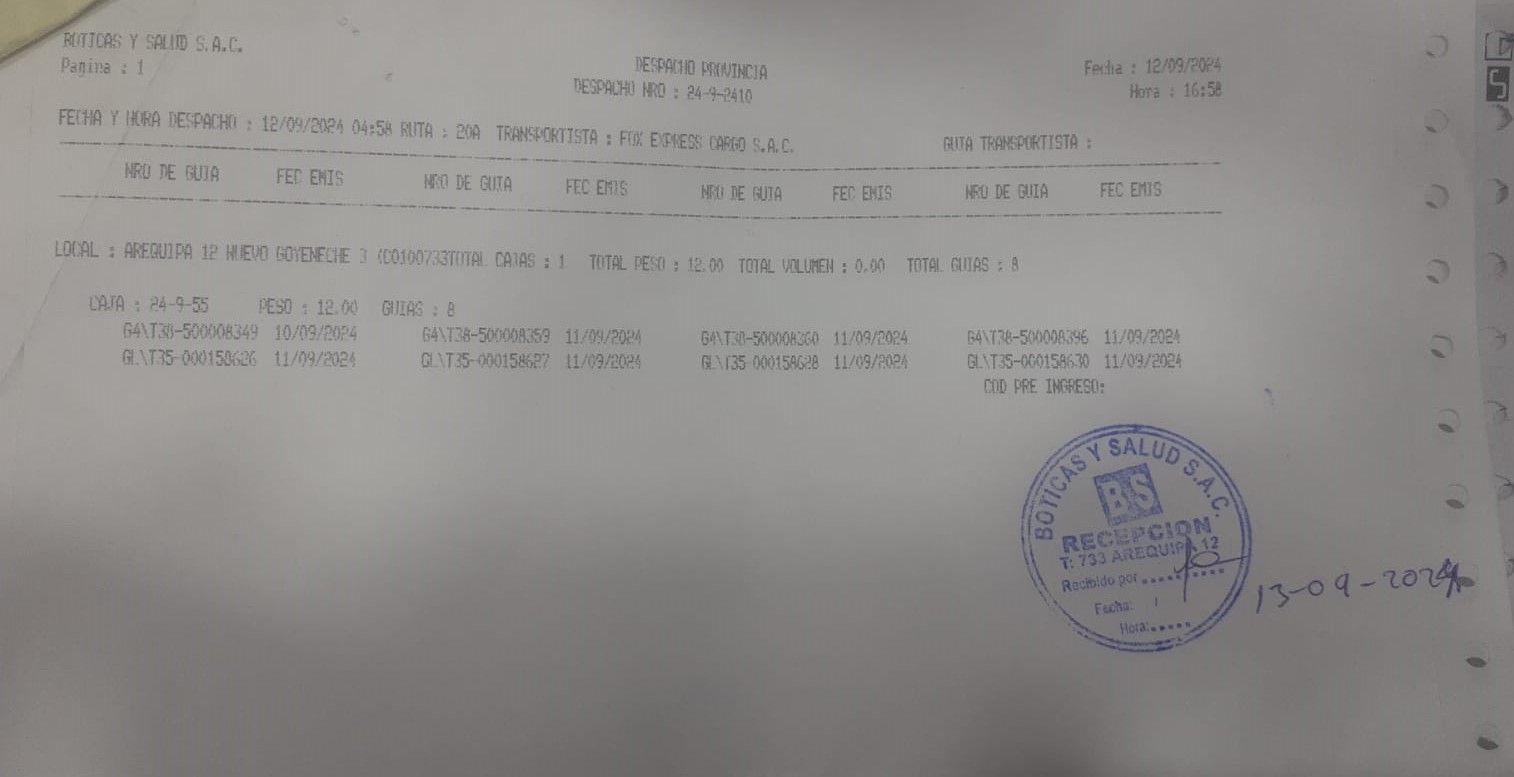 BOTICAS Y SALUD S.A.C.
Pagina : 1
DESPACHO PROVINCIA
DESPACHO NRO : 24-9-2410
Fecha : 12/09/2024
Hora : 16:58
FECHA Y HORA DESPACHO : 12/09/2024 04:58 RUTA : 20A TRANSPORTISTA : FOX EXPRESS CARGO S.A.C. GUIA TRANSPORTISTA :
NRO DE GUIA FEC EMIS NRO DE GUIA FEC EMIS NRO DE GUIA FEC EMIS NRO DE GUIA FEC EMIS
LOCAL : AREQUIPA 12 NUEVO GOYENECHE 3 (CO100733TOTAL CAJAS : 1 TOTAL PESO : 12.00 TOTAL VOLUMEN : 0.00 TOTAL GUIAS : 8
CAJA : 24-9-55 PESO : 12.00 GUIAS : 8
G4\T38-500008349 10/09/2024 G4\T38-500008359 11/09/2024 G4\T38-500008360 11/09/2024 G4\T38-500008396 11/09/2024
GL\T35-000158626 11/09/2024 GL\T35-000158627 11/09/2024 GL\T35-000158628 11/09/2024 GL\T35-000158630 11/09/2024
COD PRE INGRESO:
BOTICAS Y SALUD S.A.C.
BS
RECEPCION
T: 733 AREQUIPA 12
Recibido por
Fecha:
Hora:
13-09-2024